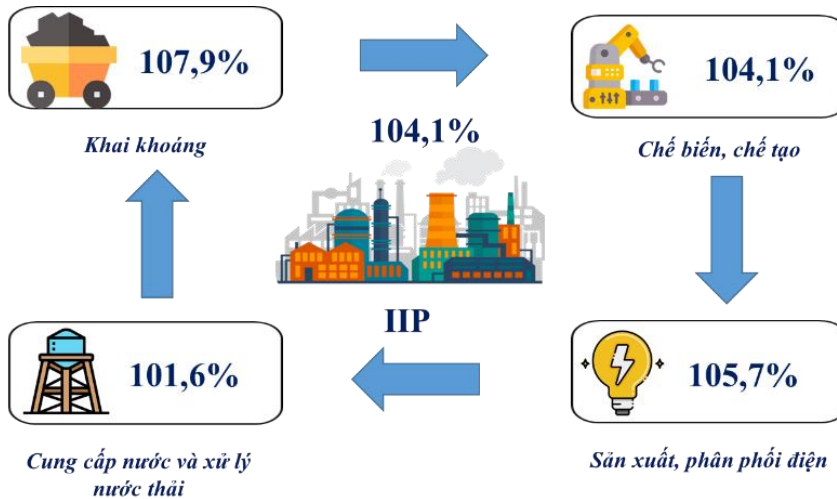 107,9%
Khai khoáng
104,1%
Chế biến, chế tạo
104,1%
IIP
101,6%
Cung cấp nước và xử lý
nước thải
105,7%
Sản xuất, phân phối điện